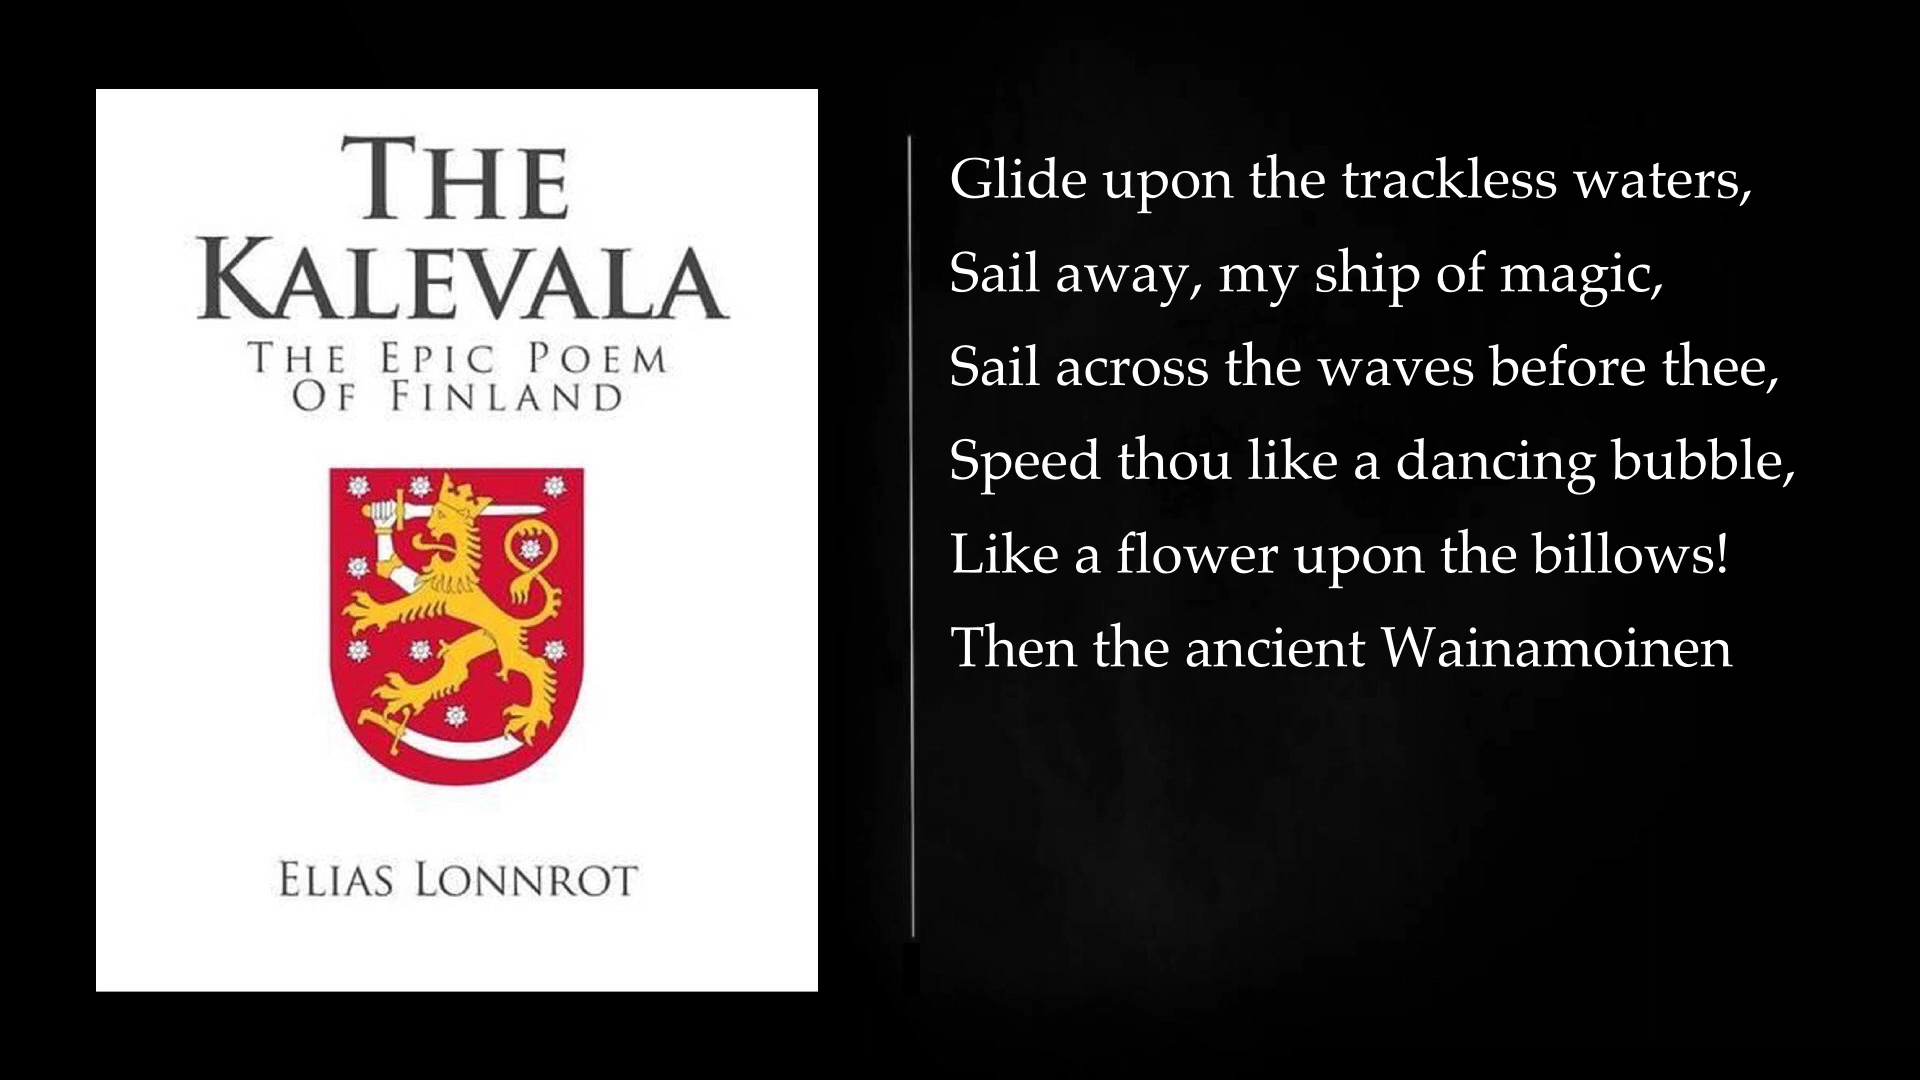 THE
KALEVALA
THE EPIC POEM
OF FINLAND
ELIAS LONNROT
Glide upon the trackless waters,
Sail away, my ship of magic,
Sail across the waves before thee,
Speed thou like a dancing bubble,
Like a flower upon the billows!
Then the ancient Wainamoinen